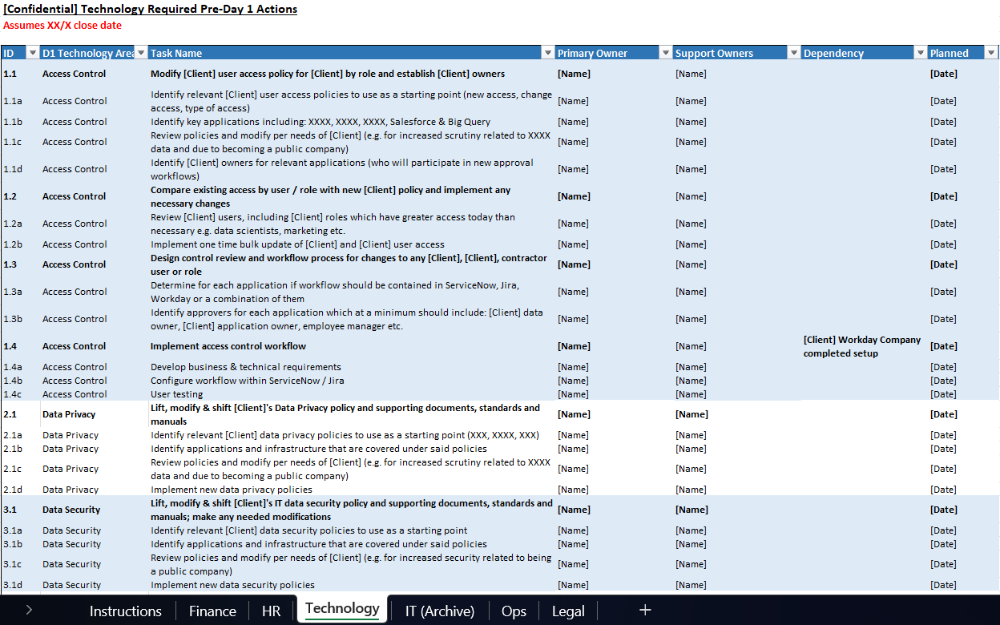 [Confidential] Technology Required Pre-Day 1 Actions
Assumes XX/X close date
ID D1 Technology Area Task Name Primary Owner Support Owners Dependency Planned
1.1 Access Control Modify [Client] user access policy for [Client] by role and establish [Client] owners [Name] [Name] [Date]
1.1a Access Control Identify relevant [Client] user access policies to use as a starting point (new access, change
access, type of access) [Name] [Name] [Date]
1.1b Access Control Identify key applications including: XXXX, XXXX, XXXX, Salesforce & Big Query [Name] [Name] [Date]
1.1c Access Control Review policies and modify per needs of [Client] (e.g. for increased scrutiny related to XXXX
data and due to becoming a public company) [Name] [Name] [Date]
1.1d Access Control Identify [Client] owners for relevant applications (who will participate in new approval
workflows) [Name] [Name] [Date]
1.2 Access Control Compare existing access by user / role with new [Client] policy and implement any
necessary changes [Name] [Name] [Date]
1.2a Access Control Review [Client] users, including [Client] roles which have greater access today than
necessary e.g. data scientists, marketing etc. [Name] [Name] [Date]
1.2b Access Control Implement one time bulk update of [Client] and [Client] user access [Name] [Name] [Date]
1.3 Access Control Design control review and workflow process for changes to any [Client], [Client], contractor
user or role [Name] [Name] [Date]
1.3a Access Control Determine for each application if workflow should be contained in ServiceNow, Jira,
Workday or a combination of them [Name] [Name] [Date]
1.3b Access Control Identify approvers for each application which at a minimum should include: [Client] data
owner, [Client] application owner, employee manager etc. [Name] [Name] [Date]
1.4 Access Control Implement access control workflow [Name] [Name] [Client] Workday Company
completed setup [Date]
1.4a Access Control Develop business & technical requirements [Name] [Name] [Date]
1.4b Access Control Configure workflow within ServiceNow / Jira [Name] [Name] [Date]
1.4c Access Control User testing [Name] [Name] [Date]
2.1 Data Privacy Lift, modify & shift [Client]'s Data Privacy policy and supporting documents, standards and
manuals [Name] [Name] [Date]
2.1a Data Privacy Identify relevant [Client] data privacy policies to use as a starting point (XXX, XXXX, XXX) [Name] [Name] [Date]
2.1b Data Privacy Identify applications and infrastructure that are covered under said policies [Name] [Name] [Date]
2.1c Data Privacy Review policies and modify per needs of [Client] (e.g. for increased scrutiny related to XXXX
data and due to becoming a public company) [Name] [Name] [Date]
2.1d Data Privacy Implement new data privacy policies [Name] [Name] [Date]
3.1 Data Security Lift, modify & shift [Client]'s IT data security policy and supporting documents, standards and
manuals; make any needed modifications [Name] [Name] [Date]
3.1a Data Security Identify relevant [Client] data security policies to use as a starting point [Name] [Name] [Date]
3.1b Data Security Identify applications and infrastructure that are covered under said policies [Name] [Name] [Date]
3.1c Data Security Review policies and modify per needs of [Client] (e.g. for increased security related to being
a public company) [Name] [Name] [Date]
3.1d Data Security Implement new data security policies [Name] [Name] [Date]
Instructions Finance HR Technology IT (Archive) Ops Legal +